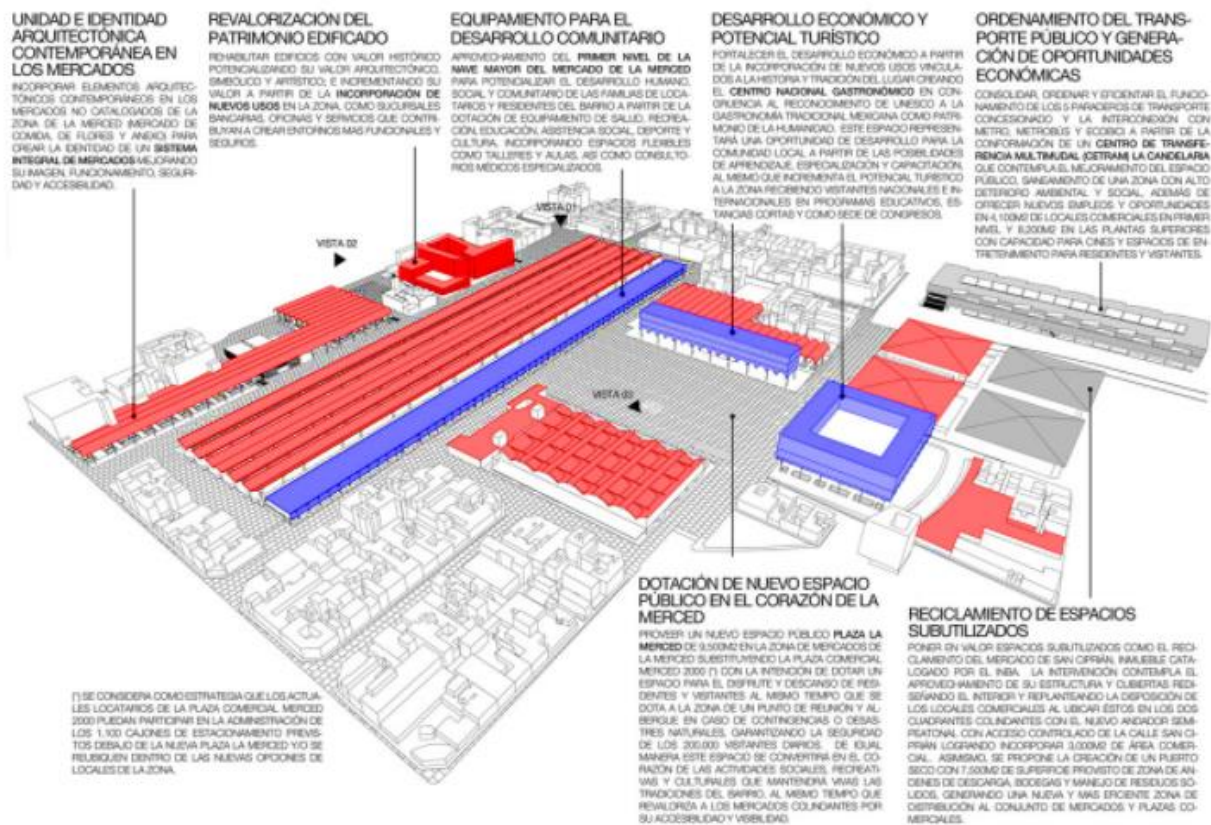 UNIDAD E IDENTIDAD
ARQUITECTÓNICA
CONTEMPORÁNEA EN
LOS MERCADOS
INCORPORAR ELEMENTOS ARQUITEC-
TÓNICOS CONTEMPORÁNEOS EN LOS
MERCADOS NO CATALOGADOS DE LA
ZONA DE LA MERCED (MERCADO DE
COMIDA, DE FLORES Y ANEXO) PARA
CREAR LA IDENTIDAD DE UN SISTEMA
INTEGRAL DE MERCADOS MEJORANDO
SU IMAGEN, FUNCIONAMIENTO, SEGURI-
DAD Y ACCESIBILIDAD.
REVALORIZACIÓN DEL
PATRIMONIO EDIFICADO
REHABILITAR EDIFICIOS CON VALOR HISTÓRICO
POTENCIALIZANDO SU VALOR ARQUITECTÓNICO,
SIMBÓLICO Y ARTÍSTICO; E INCREMENTANDO SU
VALOR A PARTIR DE LA INCORPORACIÓN DE
NUEVOS USOS EN LA ZONA, COMO SUCURSALES
BANCARIAS, OFICINAS Y SERVICIOS QUE CONTRI-
BUYAN A CREAR ENTORNOS MAS FUNCIONALES Y
SEGUROS.
EQUIPAMIENTO PARA EL
DESARROLLO COMUNITARIO
APROVECHAMIENTO DEL PRIMER NIVEL DE LA
NAVE MAYOR DEL MERCADO DE LA MERCED
PARA POTENCIALIZAR EL DESARROLLO HUMANO,
SOCIAL Y COMUNITARIO DE LAS FAMILIAS DE LOCA-
TARIOS Y RESIDENTES DEL BARRIO A PARTIR DE LA
DOTACIÓN DE EQUIPAMIENTO DE SALUD, RECREA-
CIÓN, EDUCACIÓN, ASISTENCIA SOCIAL, DEPORTE Y
CULTURA, INCORPORANDO ESPACIOS FLEXIBLES
COMO TALLERES Y AULAS, ASÍ COMO CONSULTO-
RIOS MÉDICOS ESPECIALIZADOS.
DESARROLLO ECONÓMICO Y
POTENCIAL TURÍSTICO
FORTALECER EL DESARROLLO ECONÓMICO A PARTIR
DE LA INCORPORACIÓN DE NUEVOS USOS VINCULA-
DOS A LA HISTORIA Y TRADICIÓN DEL LUGAR CREANDO
EL CENTRO NACIONAL GASTRONÓMICO EN CON-
GRUENCIA AL RECONOCIMIENTO DE UNESCO A LA
GASTRONOMÍA TRADICIONAL MEXICANA COMO PATRI-
MONIO DE LA HUMANIDAD. ESTE ESPACIO REPRESEN-
TARÁ UNA OPORTUNIDAD DE DESARROLLO PARA LA
COMUNIDAD LOCAL A PARTIR DE LAS POSIBILIDADES
DE APRENDIZAJE, ESPECIALIZACIÓN Y CAPACITACIÓN,
AL MISMO QUE INCREMENTA EL POTENCIAL TURÍSTICO
A LA ZONA RECIBIENDO VISITANTES NACIONALES E IN-
TERNACIONALES EN PROGRAMAS EDUCATIVOS, ES-
TANCIAS CORTAS Y COMO SEDE DE CONGRESOS.
ORDENAMIENTO DEL TRANS-
PORTE PÚBLICO Y GENERA-
CIÓN DE OPORTUNIDADES
ECONÓMICAS
CONSOLIDAR, ORDENAR Y EFICIENTAR EL FUNCIO-
NAMIENTO DE LOS 5 PARADEROS DE TRANSPORTE
CONCESIONADO Y LA INTERCONEXIÓN CON
METRO, METROBÚS Y ECOBICI A PARTIR DE LA
CONFORMACIÓN DE UN CENTRO DE TRANSFE-
RENCIA MULTIMUDAL (CETRAM) LA CANDELARIA
QUE CONTEMPLA EL MEJORAMIENTO DEL ESPACIO
PÚBLICO, SANEAMIENTO DE UNA ZONA CON ALTO
DETERIORO AMBIENTAL Y SOCIAL, ADEMÁS DE
OFRECER NUEVOS EMPLEOS Y OPORTUNIDADES
EN 4,100M2 DE LOCALES COMERCIALES EN PRIMER
NIVEL Y 8,200M2 EN LAS PLANTAS SUPERIORES
CON CAPACIDAD PARA CINES Y ESPACIOS DE EN-
TRETENIMIENTO PARA RESIDENTES Y VISITANTES.
VISTA 01
VISTA 02
VISTA 03
(*) SE CONSIDERA COMO ESTRATEGIA QUE LOS ACTUA-
LES LOCATARIOS DE LA PLAZA COMERCIAL MERCED
2000 PUEDAN PARTICIPAR EN LA ADMINISTRACIÓN DE
LOS 1,100 CAJONES DE ESTACIONAMIENTO PREVIS-
TOS DEBAJO DE LA NUEVA PLAZA LA MERCED Y/O SE
REUBIQUEN DENTRO DE LAS NUEVAS OPCIONES DE
LOCALES DE LA ZONA.
DOTACIÓN DE NUEVO ESPACIO
PÚBLICO EN EL CORAZÓN DE LA
MERCED
PROVEER UN NUEVO ESPACIO PÚBLICO PLAZA LA
MERCED DE 9,500M2 EN LA ZONA DE MERCADOS DE
LA MERCED SUBSTITUYENDO LA PLAZA COMERCIAL
MERCED 2000 (*) CON LA INTENCIÓN DE DOTAR UN
ESPACIO PARA EL DISFRUTE Y DESCANSO DE RESI-
DENTES Y VISITANTES AL MISMO TIEMPO QUE SE
DOTA A LA ZONA DE UN PUNTO DE REUNIÓN Y AL-
BERGUE EN CASO DE CONTINGENCIAS O DESAS-
TRES NATURALES, GARANTIZANDO LA SEGURIDAD
DE LOS 200,000 VISITANTES DIARIOS. DE IGUAL
MANERA ESTE ESPACIO SE CONVERTIRÁ EN EL CO-
RAZÓN DE LAS ACTIVIDADES SOCIALES, RECREATI-
VAS Y CULTURALES QUE MANTENDRÁ VIVAS LAS
TRADICIONES DEL BARRIO, AL MISMO TIEMPO QUE
REVALORIZA A LOS MERCADOS COLINDANTES POR
SU ACCESIBILIDAD Y VISIBILIDAD.
RECICLAMIENTO DE ESPACIOS
SUBUTILIZADOS
PONER EN VALOR ESPACIOS SUBUTILIZADOS COMO EL RECI-
CLAMIENTO DEL MERCADO DE SAN CIPRIÁN, INMUEBLE CATA-
LOGADO POR EL INBA. LA INTERVENCIÓN CONTEMPLA EL
APROVECHAMIENTO DE SU ESTRUCTURA Y CUBIERTAS REDI-
SEÑANDO EL INTERIOR Y REPLANTEANDO LA DISPOSICIÓN DE
LOS LOCALES COMERCIALES AL UBICAR ÉSTOS EN LOS DOS
CUADRANTES COLINDANTES CON EL NUEVO ANDADOR SEMI-
PEATONAL CON ACCESO CONTROLADO DE LA CALLE SAN CI-
PRIÁN LOGRANDO INCORPORAR 3,000M2 DE ÁREA COMER-
CIAL. ASIMISMO, SE PROPONE LA CREACIÓN DE UN PUERTO
SECO CON 7,500M2 DE SUPERFICIE PROVISTO DE ZONA DE AN-
DENES DE DESCARGA, BODEGAS Y MANEJO DE RESIDUOS SÓ-
LIDOS, GENERANDO UNA NUEVA Y MAS EFICIENTE ZONA DE
DISTRIBUCIÓN AL CONJUNTO DE MERCADOS Y PLAZAS CO-
MERCIALES.